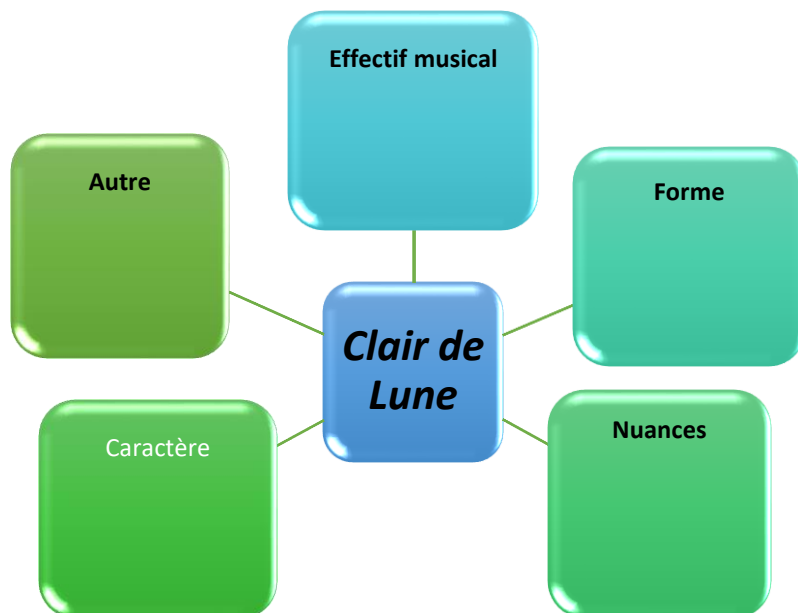 Effectif musical
Autre
Forme
Clair de
Lune
Caractère
Nuances